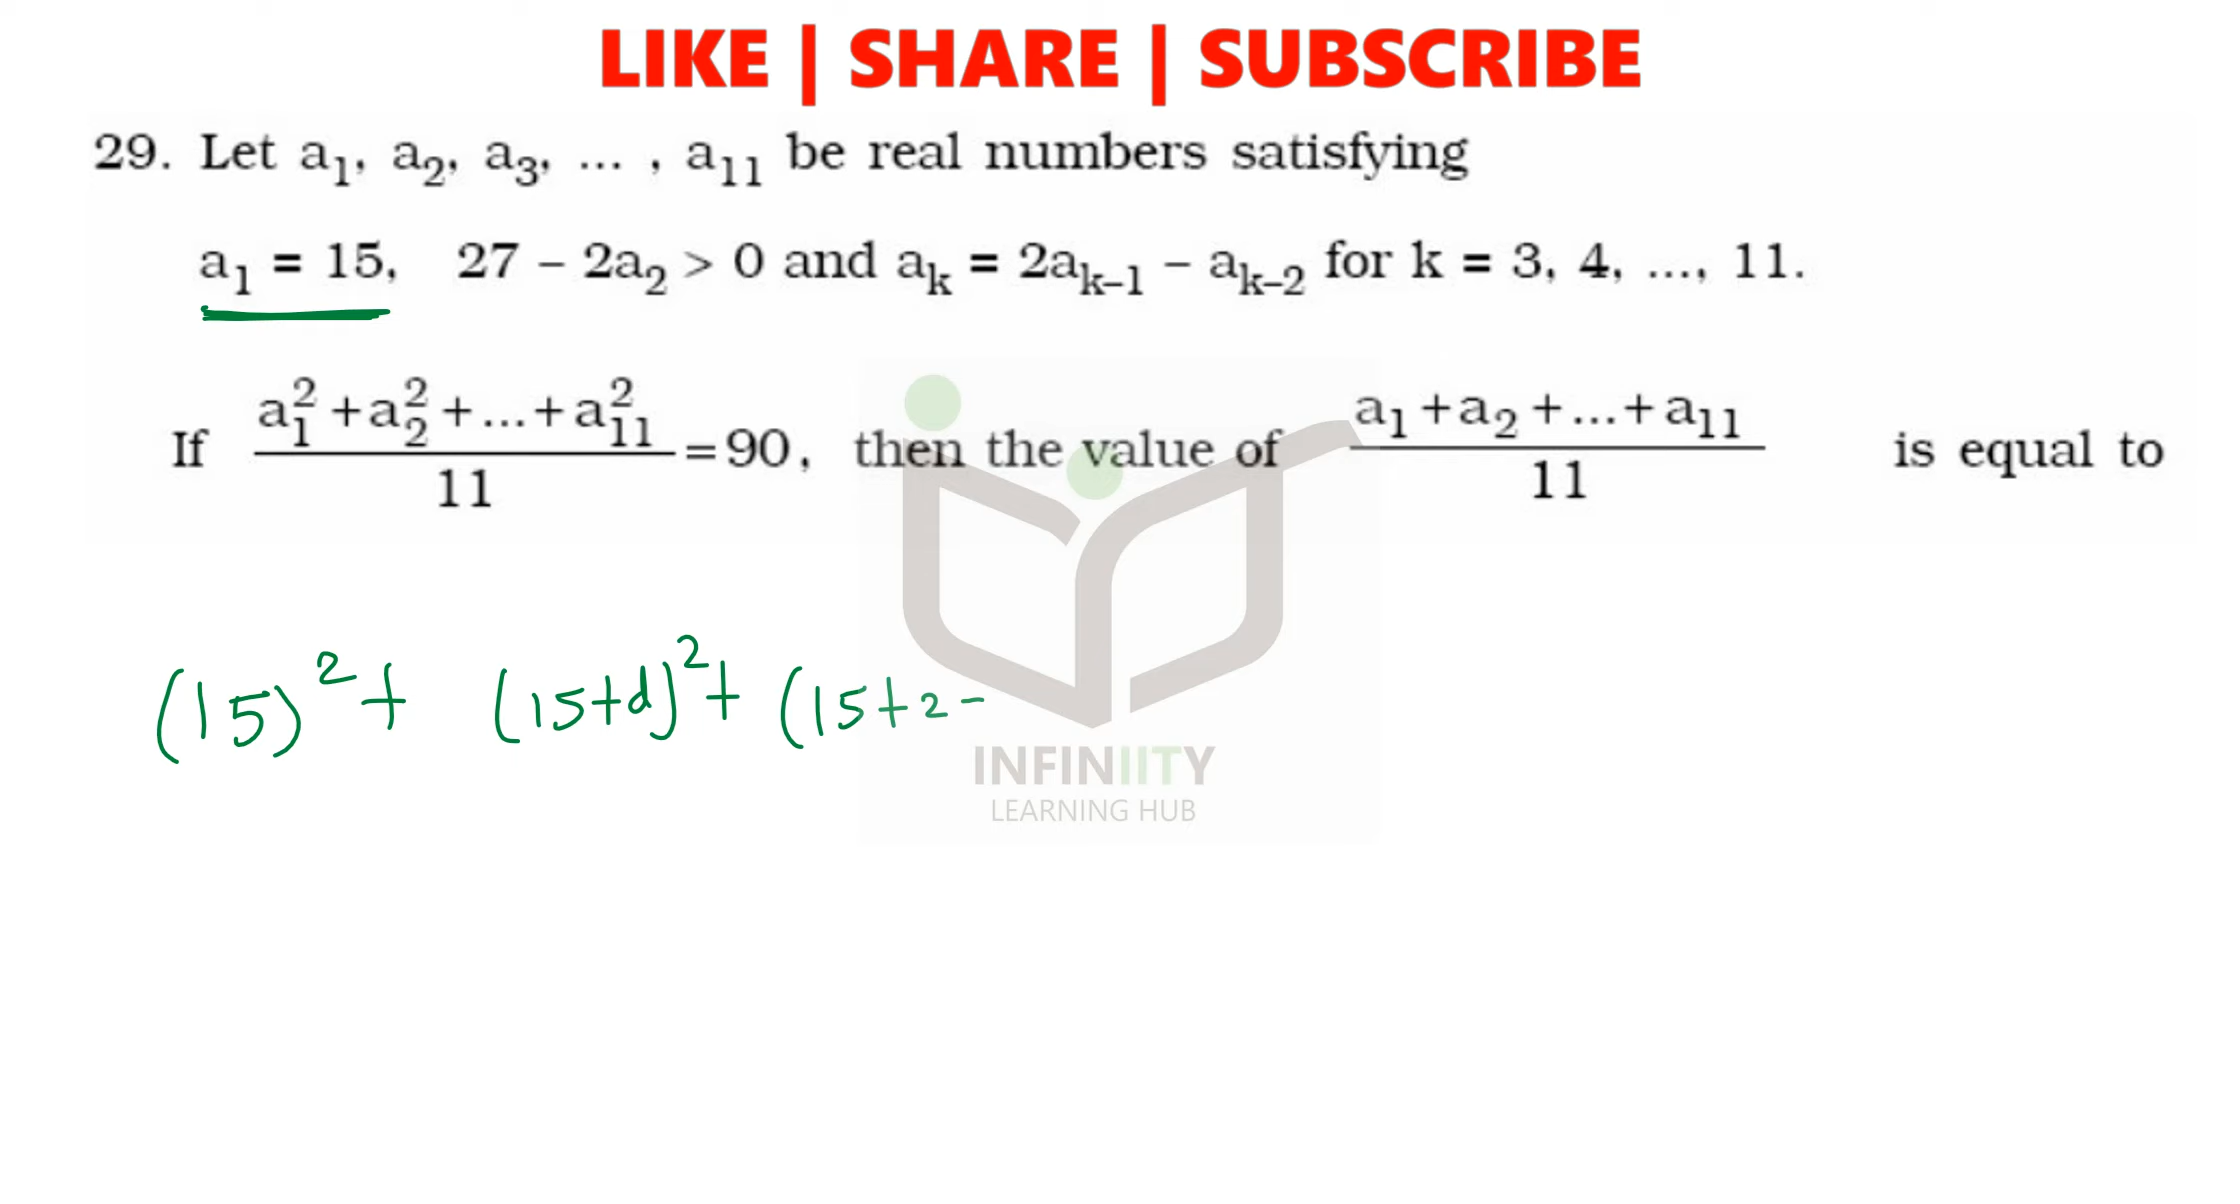 LIKE | SHARE | SUBSCRIBE
29. Let a₁, a₂, a₃, ... , a₁₁ be real numbers satisfying
a₁ = 15, 27 – 2a₂ > 0 and aₖ = 2aₖ₋₁ – aₖ₋₂ for k = 3, 4, ..., 11.
If (a₁²+a₂²+...+a₁₁²)/11 = 90, then the value of (a₁+a₂+...+a₁₁)/11 is equal to
(15)² + (15+d)² + (15+2-
INFINIITY
LEARNING HUB